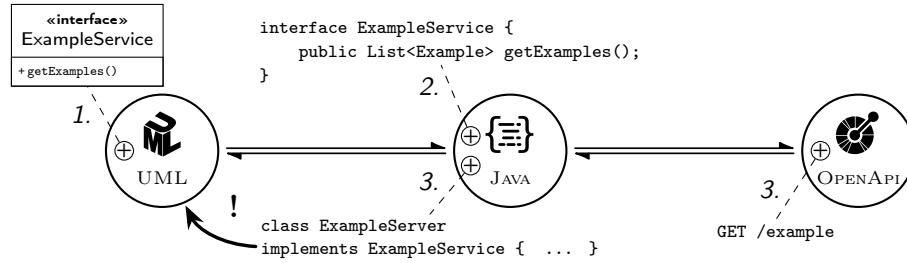 «interface»
ExampleService
+getExamples()
interface ExampleService {
public List<Example> getExamples();
}
1.
2.
UML
UML
JAVA
OPENAPI
3.
3.
!
class ExampleServer
implements ExampleService { ... }
GET /example